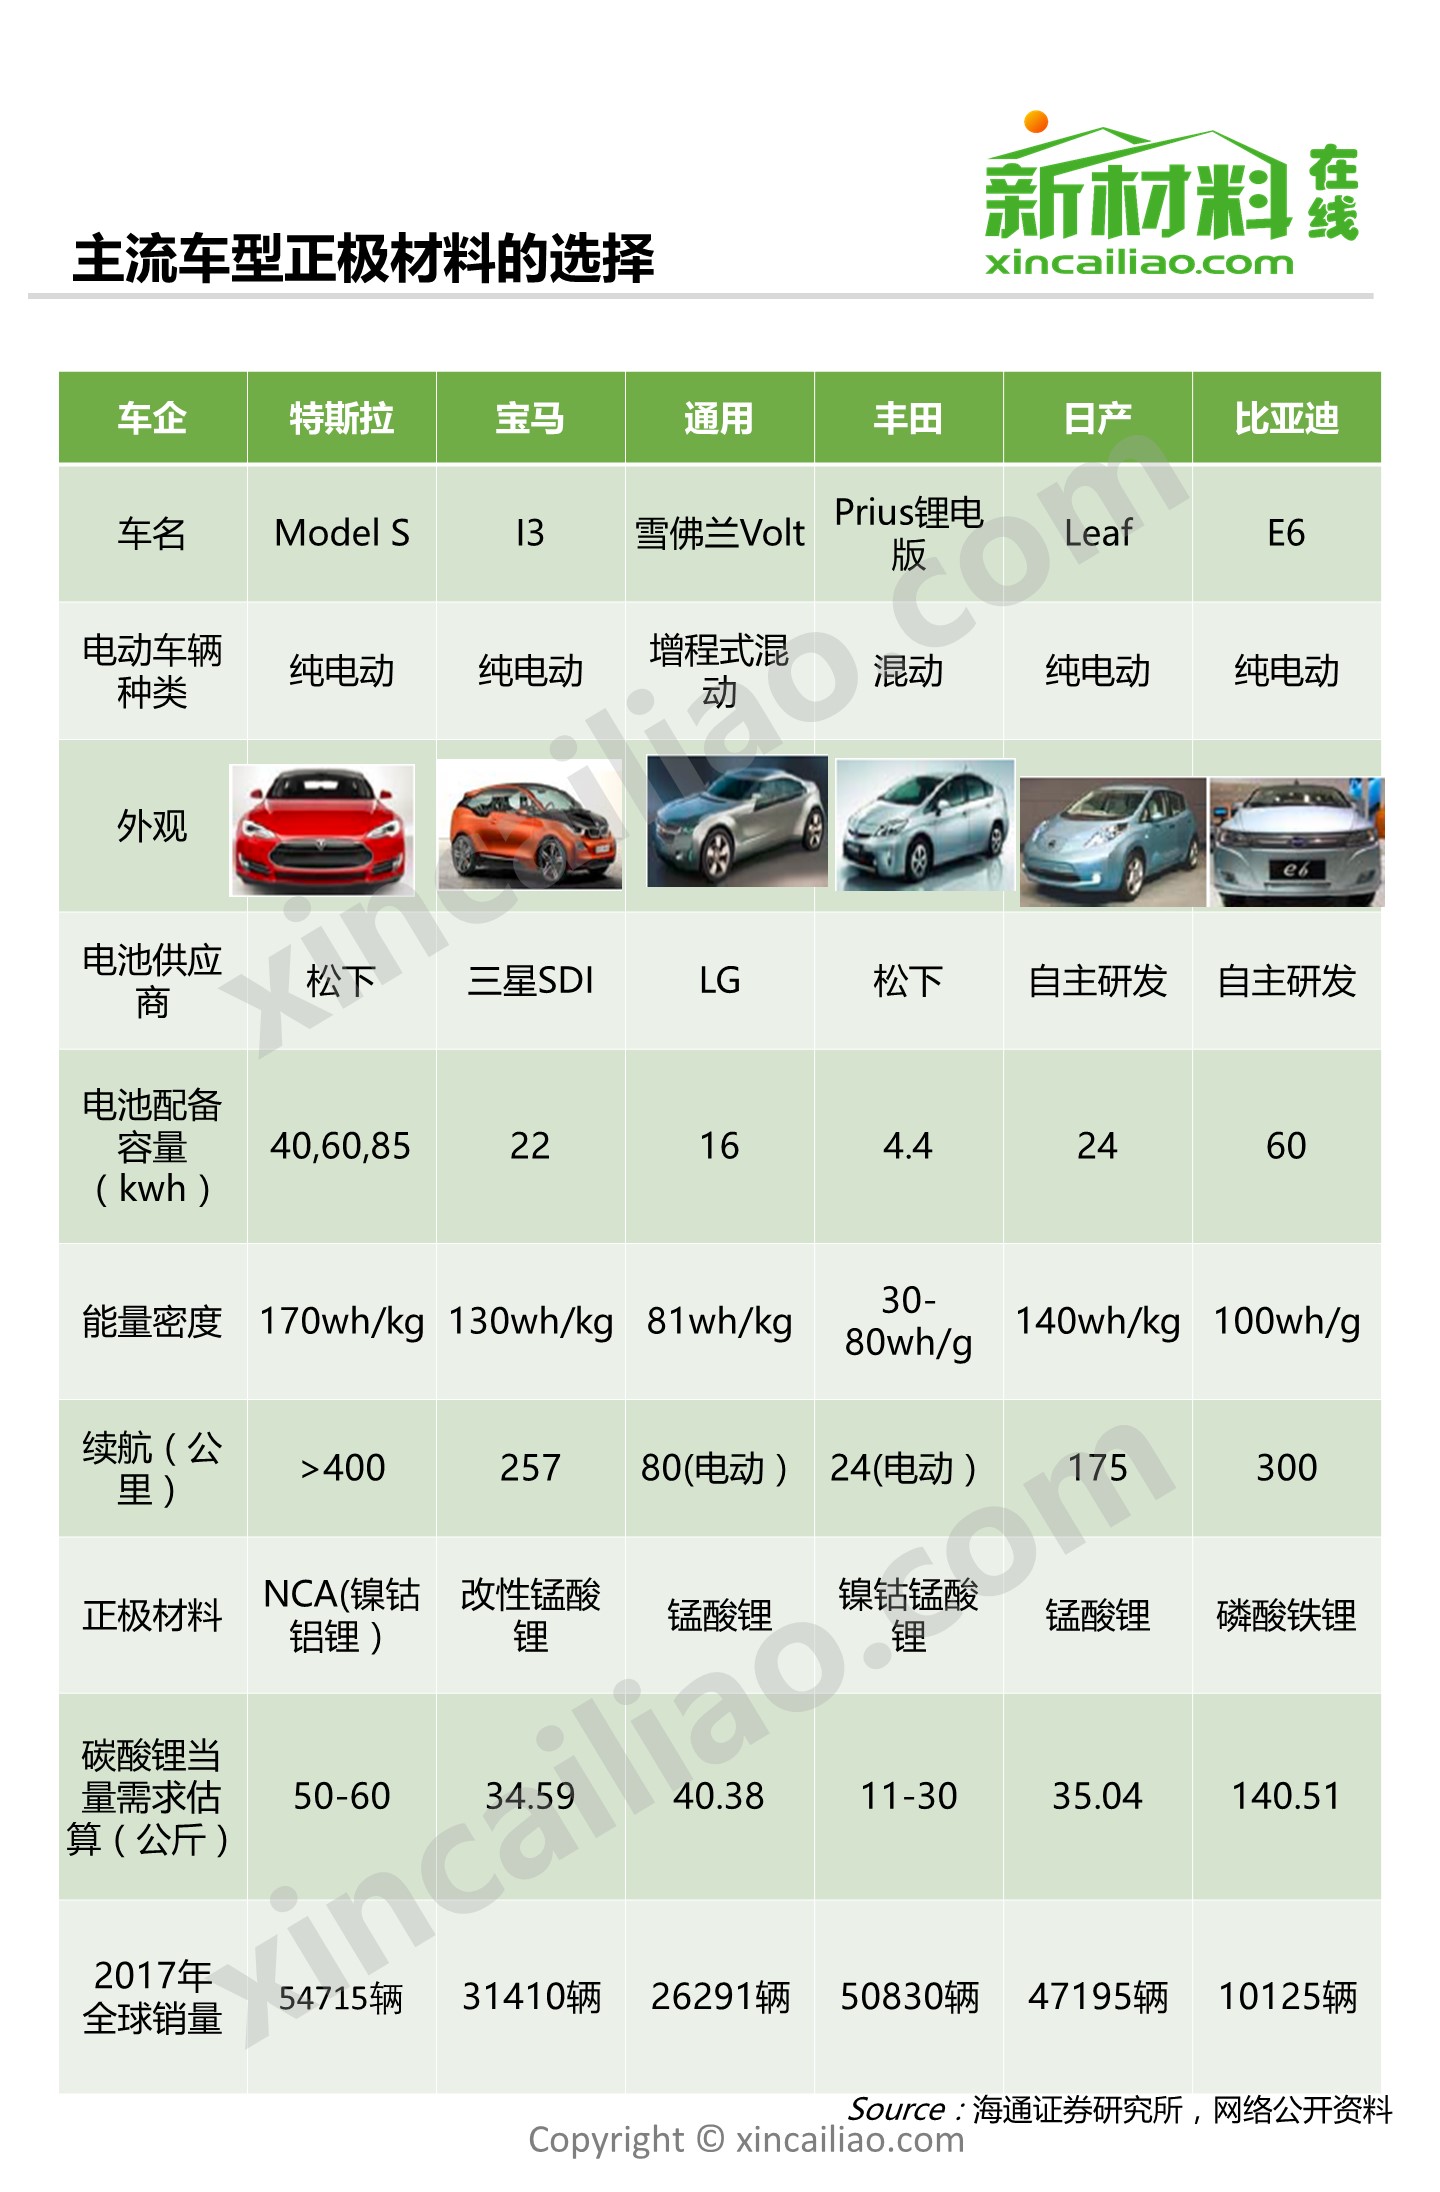 新材料在线
xincailiao.com
主流车型正极材料的选择
车企 特斯拉 宝马 通用 丰田 日产 比亚迪
车名 Model S I3 雪佛兰Volt Prius锂电
版 Leaf E6
电动车辆
种类 纯电动 纯电动 增程式混
动 混动 纯电动 纯电动
外观
e6
电池供应
商 松下 三星SDI LG 松下 自主研发 自主研发
电池配备
容量
（kwh） 40,60,85 22 16 4.4 24 60
能量密度 170wh/kg 130wh/kg 81wh/kg 30-
80wh/g 140wh/kg 100wh/g
续航（公
里） >400 257 80(电动） 24(电动） 175 300
正极材料 NCA(镍钴
铝锂） 改性锰酸
锂 锰酸锂 镍钴锰酸
锂 锰酸锂 磷酸铁锂
碳酸锂当
量需求估
算（公斤） 50-60 34.59 40.38 11-30 35.04 140.51
2017年
全球销量 54715辆 31410辆 26291辆 50830辆 47195辆 10125辆
xincailiao.com
xincailiao.com
Source：海通证券研究所，网络公开资料
Copyright © xincailiao.com